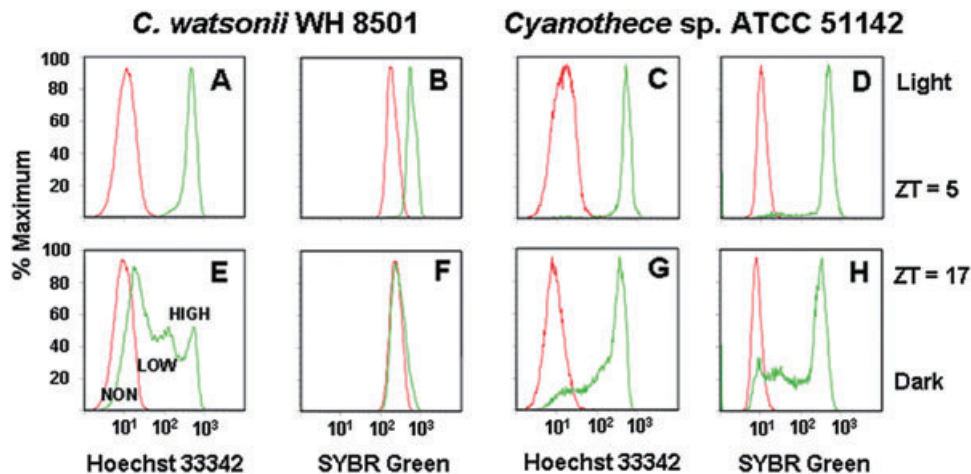 C. watsonii WH 8501 Cyanothece sp. ATCC 51142
% Maximum
100
80
60
40
20
A
B
C
D
Light
ZT = 5
100
80
60
40
20
E
NON
LOW
HIGH
F
G
H
ZT = 17
Dark
10¹ 10² 10³ 10¹ 10² 10³ 10¹ 10² 10³ 10¹ 10² 10³
Hoechst 33342 SYBR Green Hoechst 33342 SYBR Green